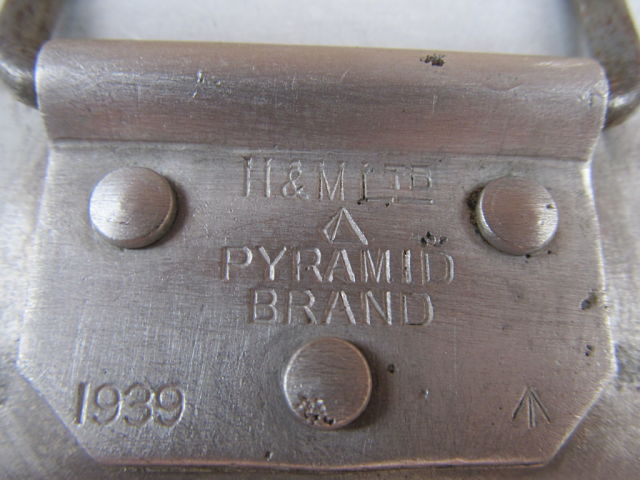 H&M LTD
PYRAMID
BRAND
1939